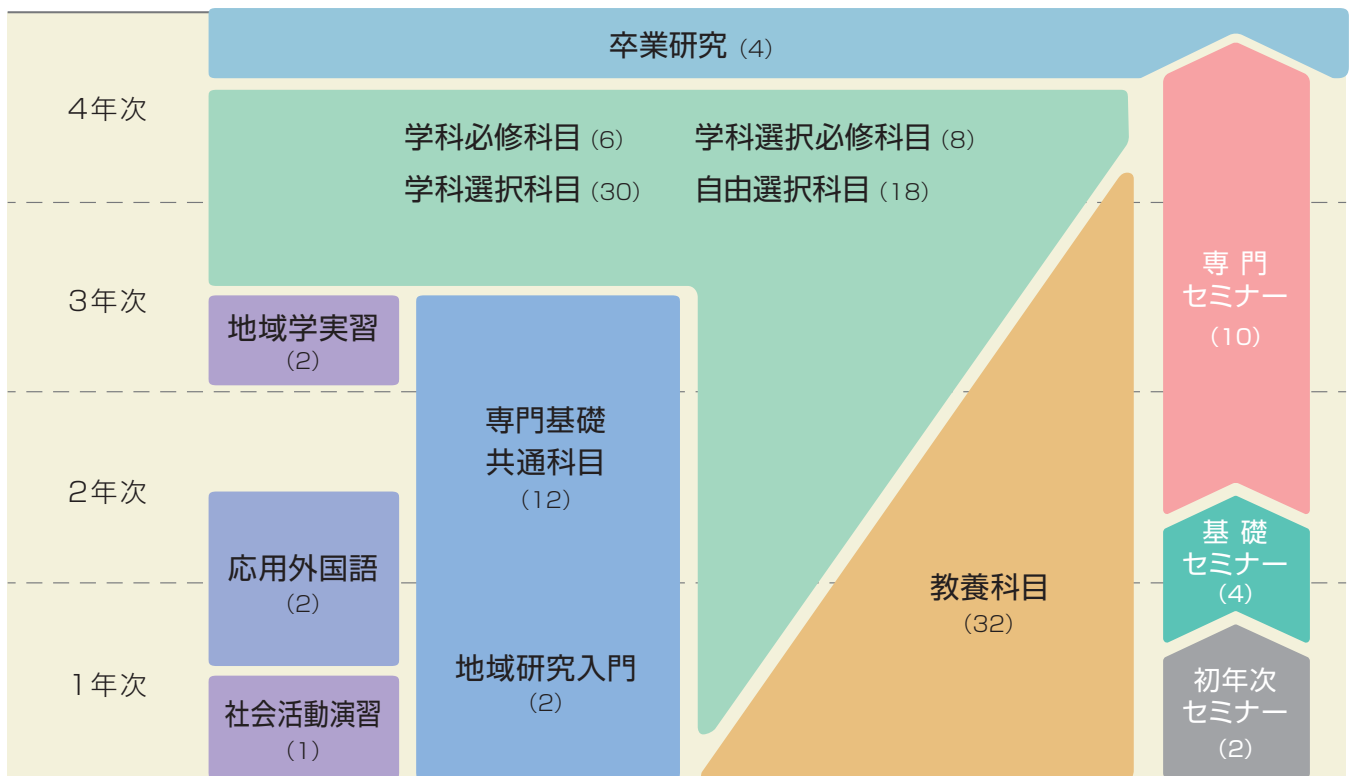 卒業研究 (4)
4年次
学科必修科目 (6) 学科選択必修科目 (8)
学科選択科目 (30) 自由選択科目 (18)
3年次
地域学実習
(2)
専門
セミナー
(10)
専門基礎
共通科目
(12)
2年次
応用外国語
(2)
基礎
セミナー
(4)
教養科目
(32)
1年次
地域研究入門
(2)
社会活動演習
(1)
初年次
セミナー
(2)